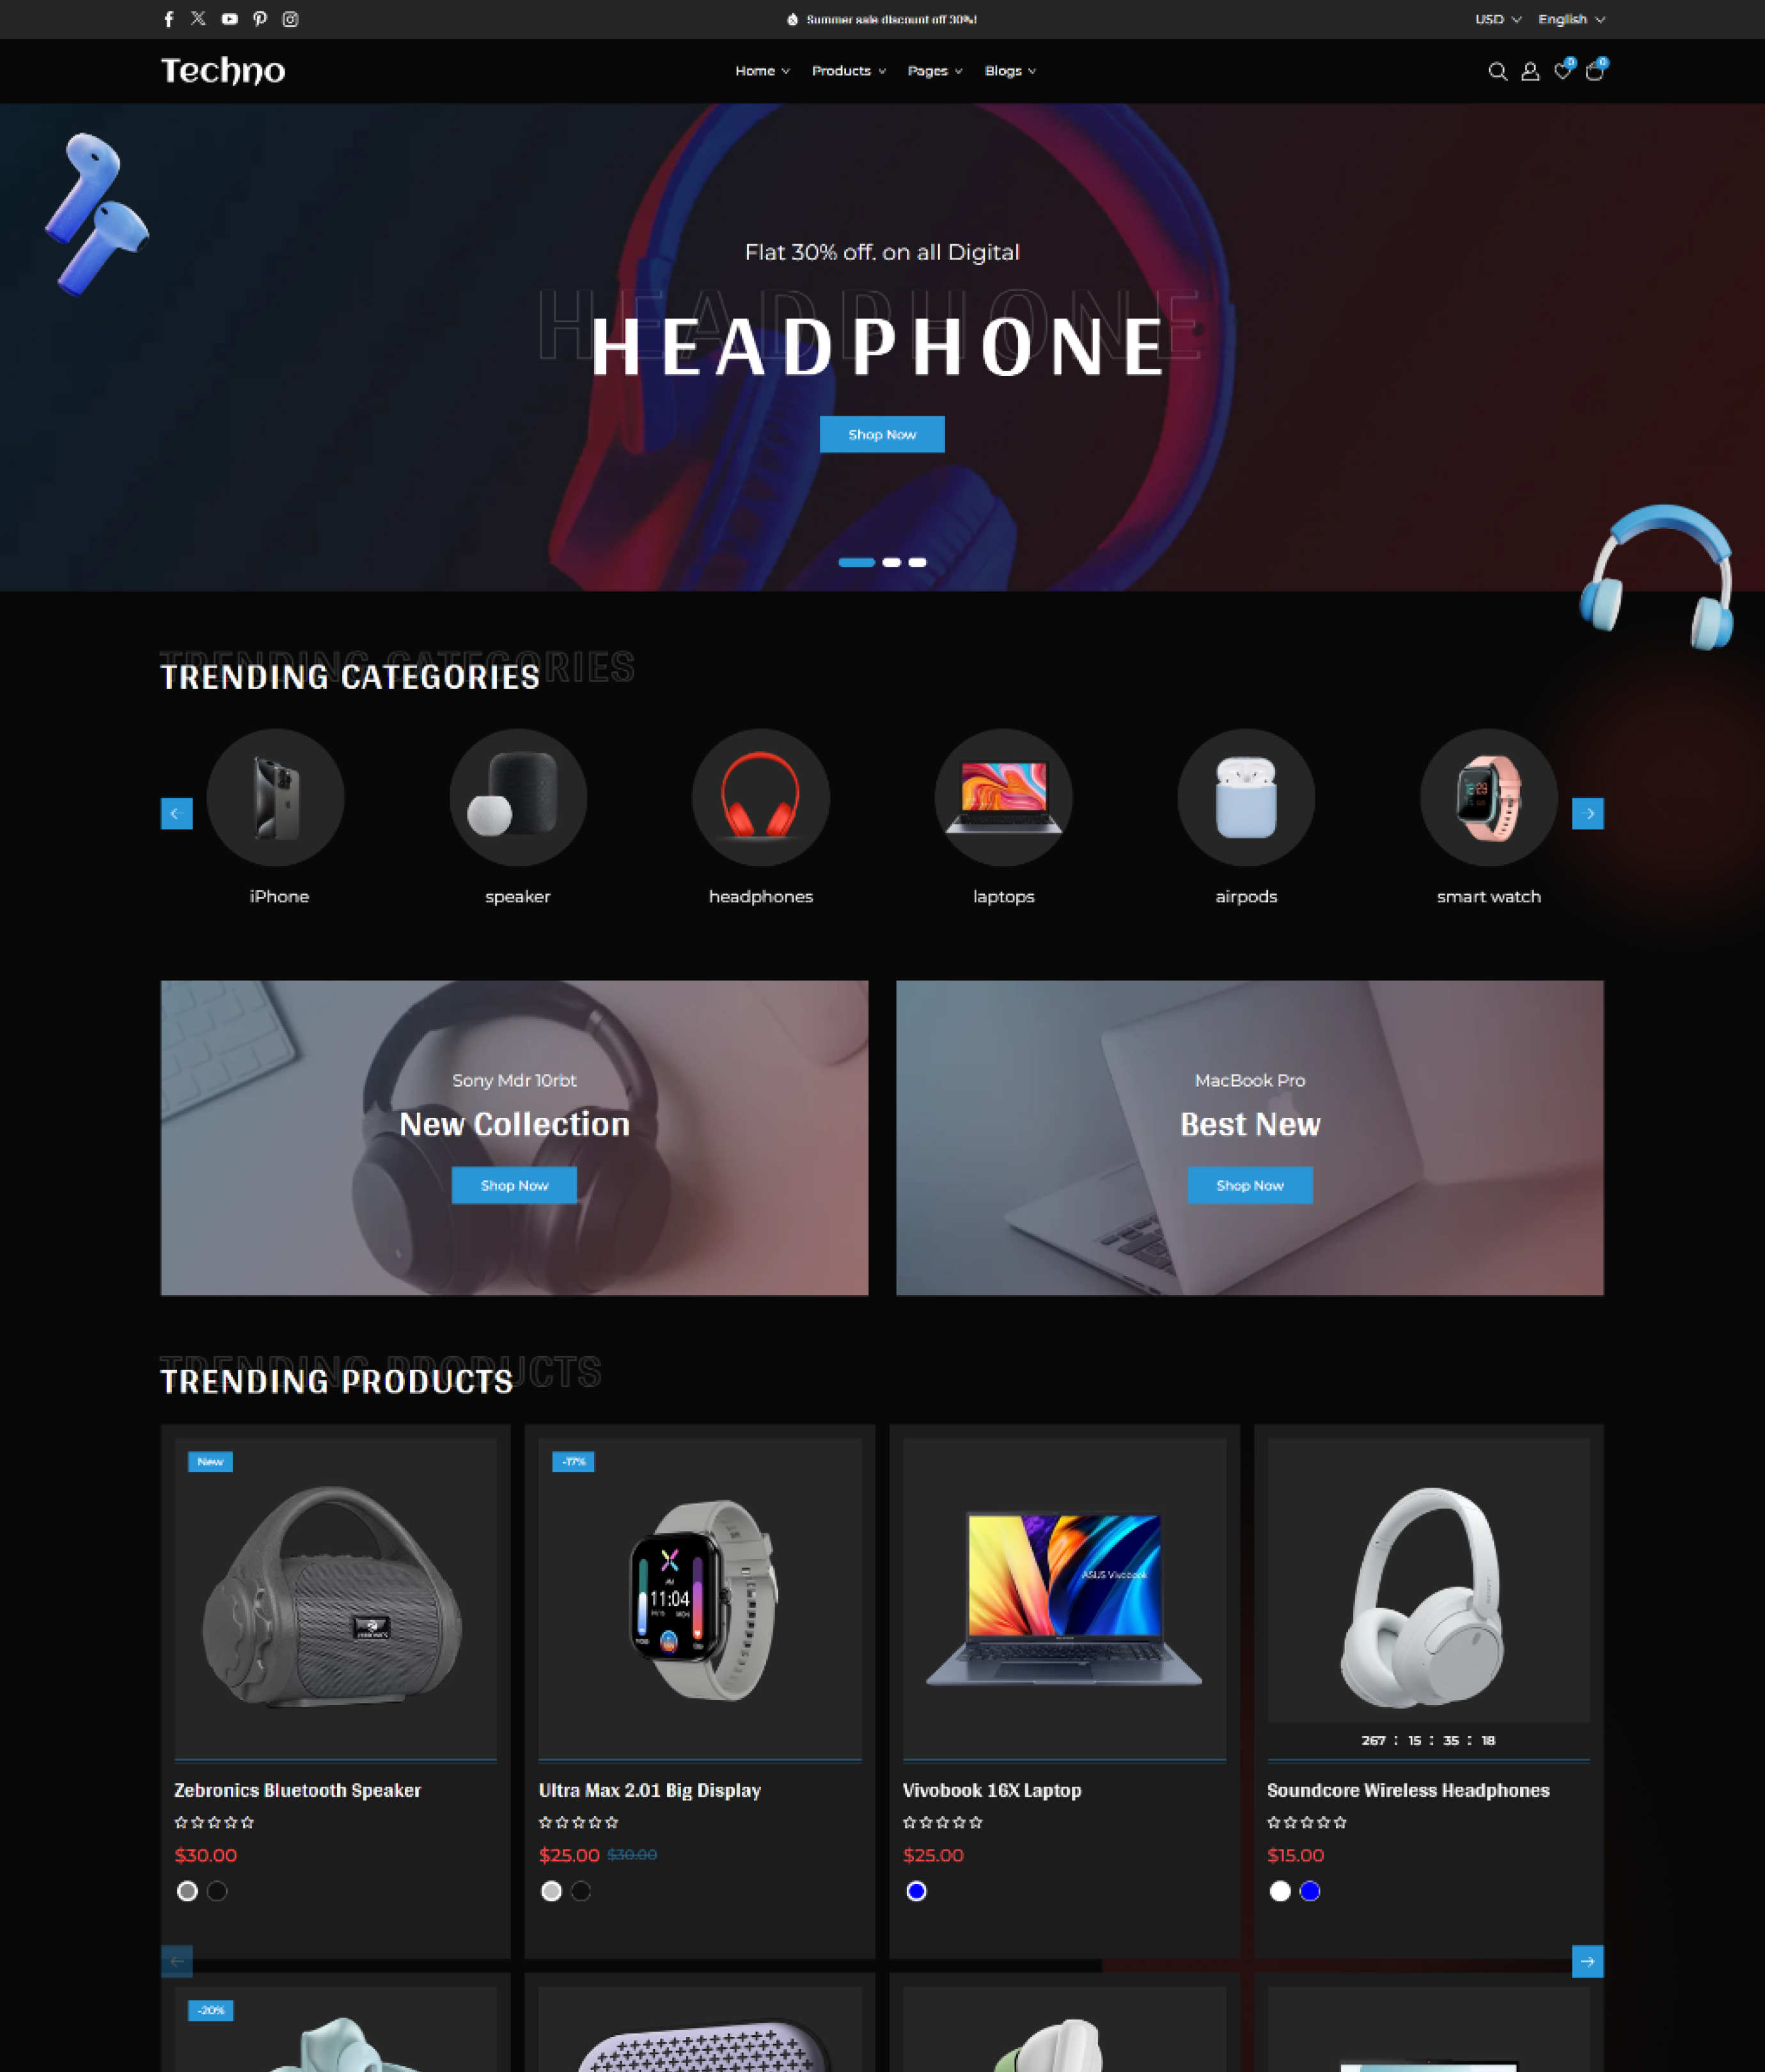 Summer sale discount off 30%!
USD English
Techno
Home Products Pages Blogs
0 0
Flat 30% off. on all Digital
HEADPHONE
HEADPHONE
Shop Now
TRENDING CATEGORIES
TRENDING CATEGORIES
iPhone speaker headphones laptops airpods smart watch
Sony Mdr 10rbt
New Collection
Shop Now
MacBook Pro
Best New
Shop Now
TRENDING PRODUCTS
TRENDING PRODUCTS
New
-17%
11:04
ASUS Vivobook
267 : 15 : 35 : 18
Zebronics Bluetooth Speaker
$30.00
Ultra Max 2.01 Big Display
$25.00 $30.00
Vivobook 16X Laptop
$25.00
Soundcore Wireless Headphones
$15.00
-20%